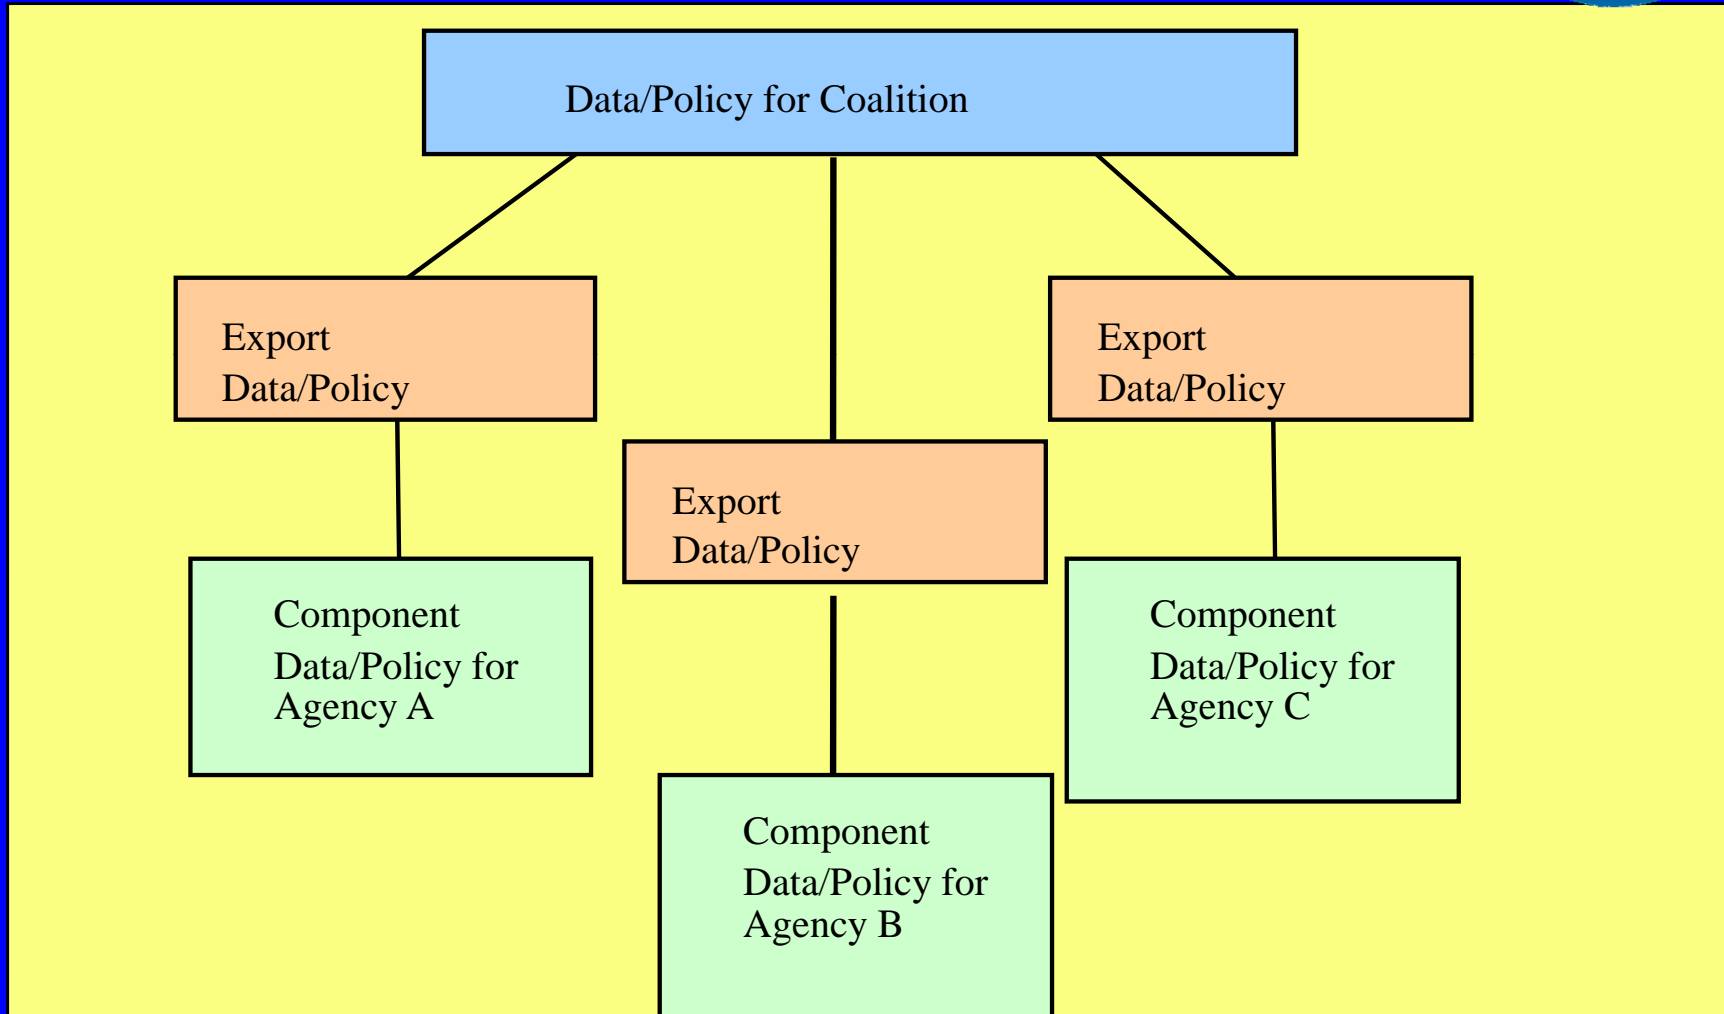 Data/Policy for Coalition
Export
Data/Policy
Export
Data/Policy
Export
Data/Policy
Component
Data/Policy for
Agency A
Component
Data/Policy for
Agency C
Component
Data/Policy for
Agency B